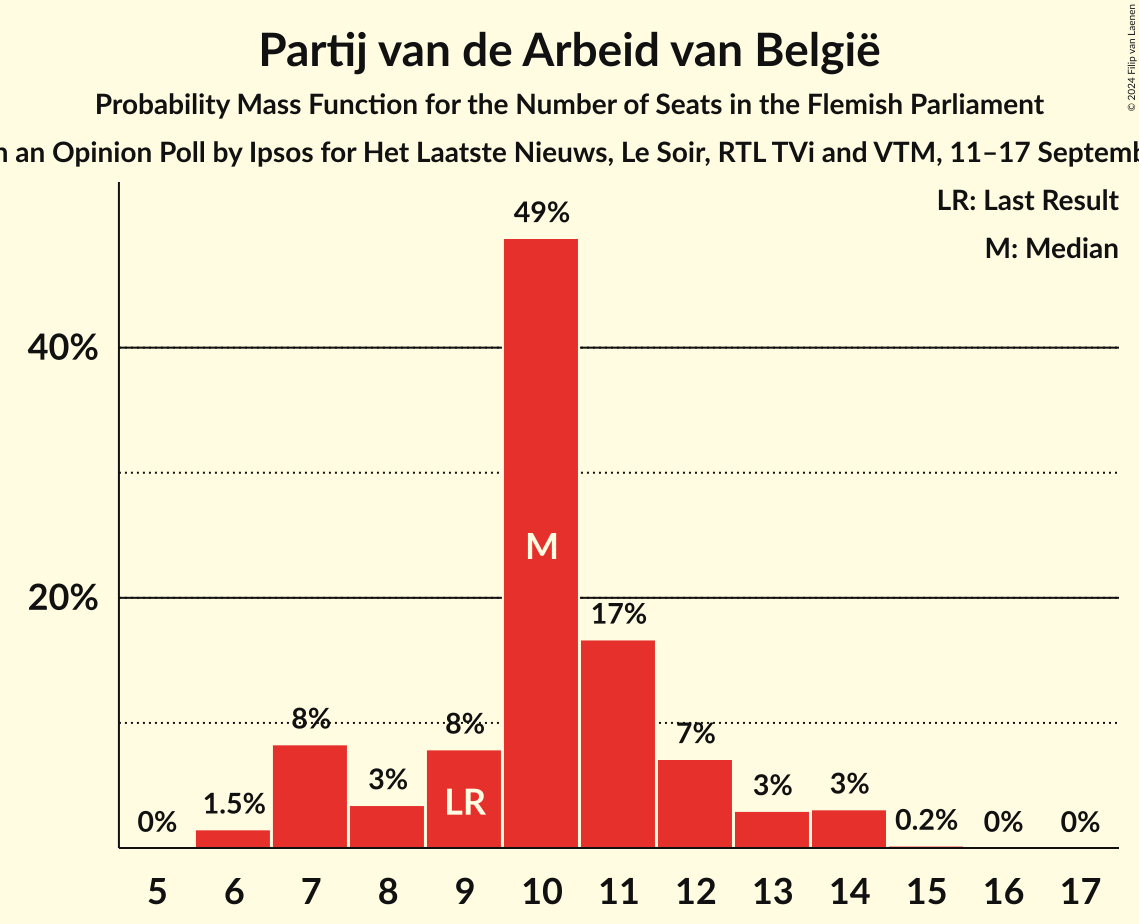 Partij van de Arbeid van België
Probability Mass Function for the Number of Seats in the Flemish Parliament
an Opinion Poll by Ipsos for Het Laatste Nieuws, Le Soir, RTL TVi and VTM, 11–17
© 2024 Filip van Laenen
LR: Last Result
M: Median
49%
40%
M
20%
17%
8%
8%
7%
3%
3%
3%
1.5%
LR
0%
0.2%
0%
0%
5 6 7 8 9 10 11 12 13 14 15 16 17